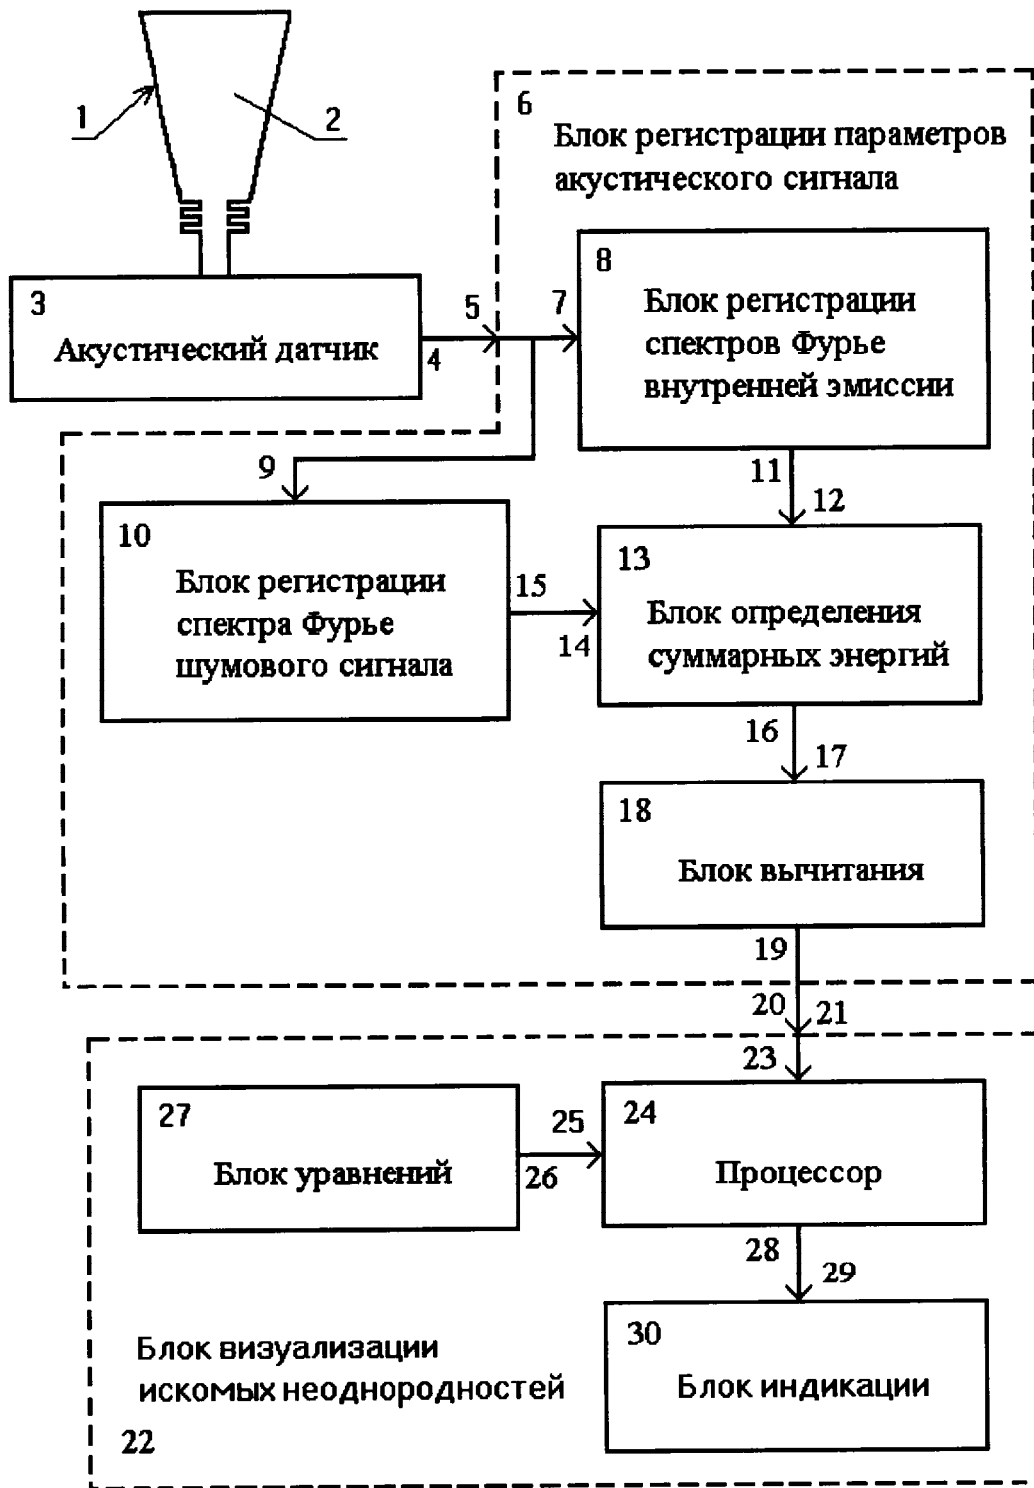 1
2
6
Блок регистрации параметров
акустического сигнала
3
Акустический датчик
4
5
7
8
Блок регистрации
спектров Фурье
внутренней эмиссии
9
11
12
10
Блок регистрации
спектра Фурье
шумового сигнала
15
14
13
Блок определения
суммарных энергий
16
17
18
Блок вычитания
19
20
21
23
27
Блок уравнений
25
26
24
Процессор
28
29
Блок визуализации
искомых неоднородностей
22
30
Блок индикации